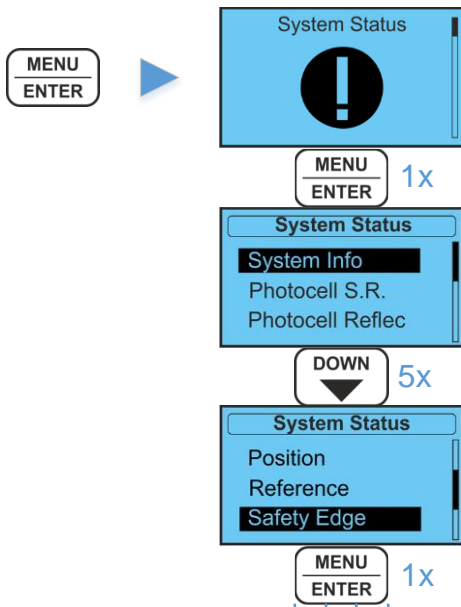 MENU
ENTER
System Status
!
MENU
ENTER
1x
System Status
System Info
Photocell S.R.
Photocell Reflec
DOWN
5x
System Status
Position
Reference
Safety Edge
MENU
ENTER
1x